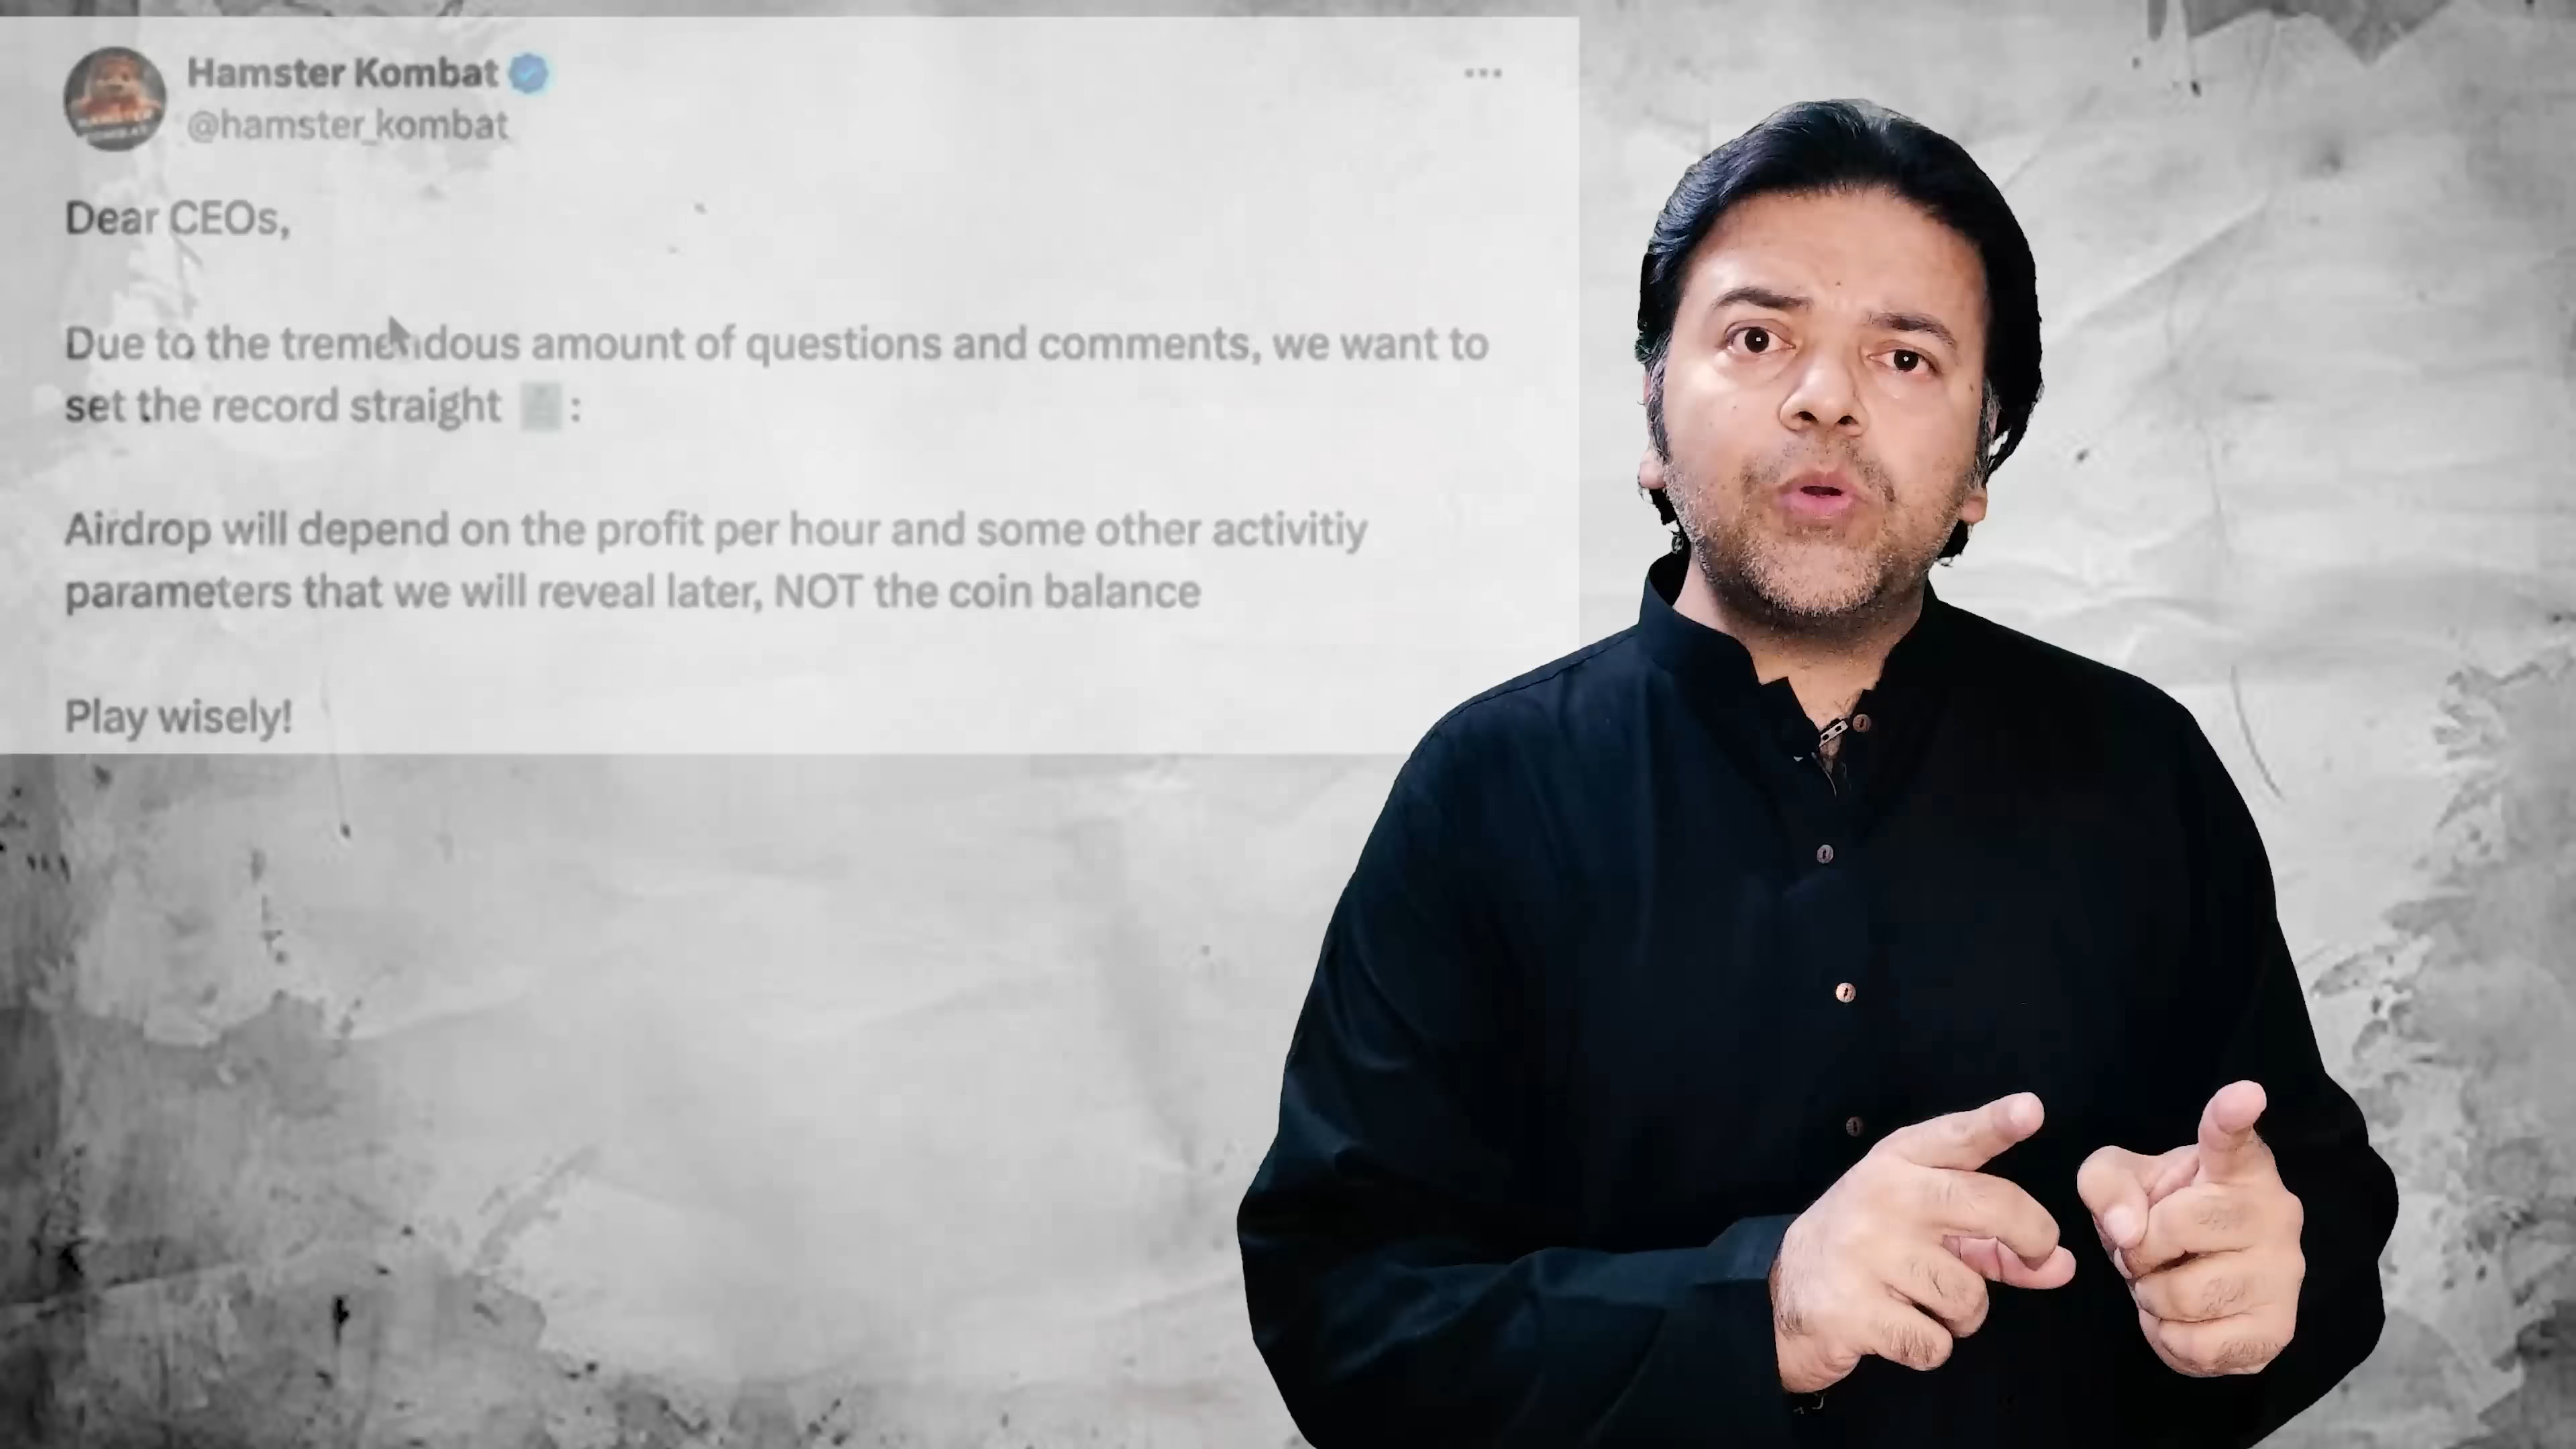 Hamster Kombat
@hamster_kombat
Dear CEOs,
Due to the tremendous amount of questions and comments, we want to
set the record straight :
Airdrop will depend on the profit per hour and some other activitiy
parameters that we will reveal later, NOT the coin balance
Play wisely!